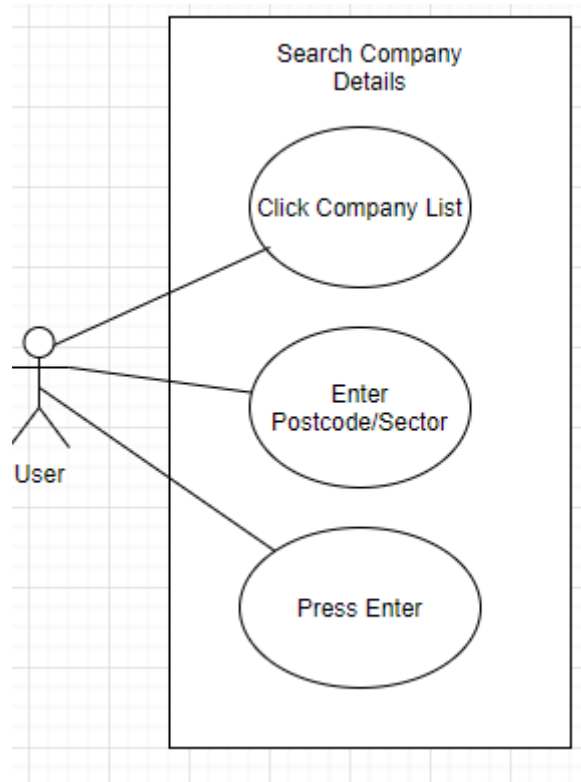 Search Company
Details
Click Company List
Enter
Postcode/Sector
User
Press Enter